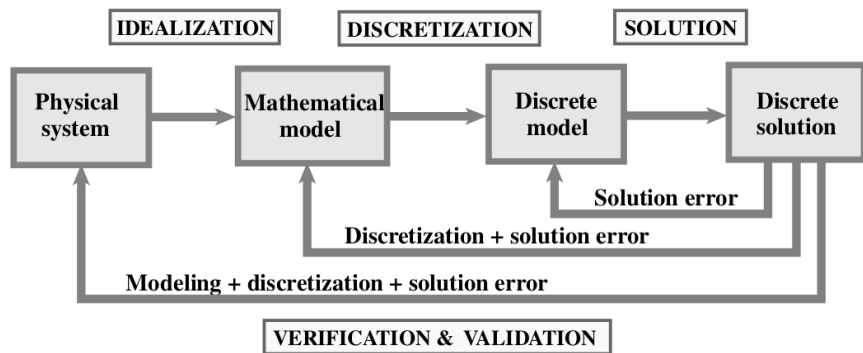 IDEALIZATION
DISCRETIZATION
SOLUTION
Physical
system
Mathematical
model
Discrete
model
Discrete
solution
Solution error
Discretization + solution error
Modeling + discretization + solution error
VERIFICATION & VALIDATION